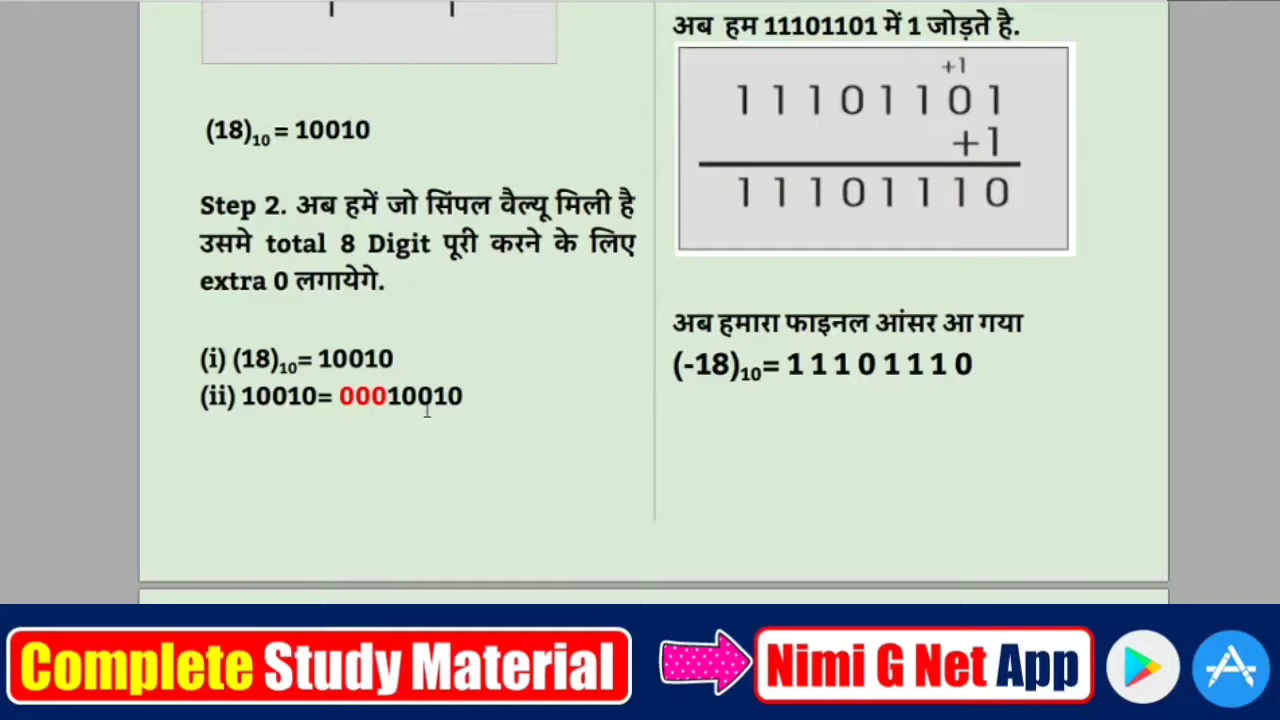 (18)10 = 10010
Step 2. अब हमें जो सिंपल वैल्यू मिली है
उसमे total 8 Digit पूरी करने के लिए
extra 0 लगायेगे.
(i) (18)10= 10010
(ii) 10010= 00010010
अब हम 11101101 में 1 जोड़ते है.
+1
1 1 1 0 1 1 0 1
+1
1 1 1 0 1 1 1 0
अब हमारा फाइनल आंसर आ गया
(-18)10= 1 1 1 0 1 1 1 0
Complete Study Material
Nimi G Net App